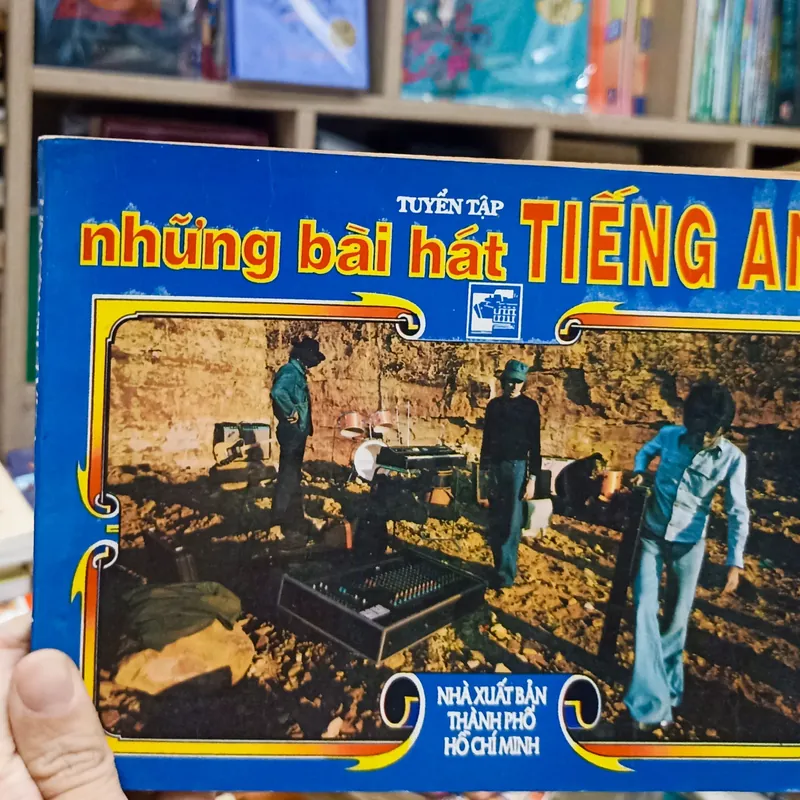 TUYỂN TẬP
những bài hát TIẾNG AN
NHÀ XUẤT BẢN
THÀNH PHỐ
HỒ CHÍ MINH